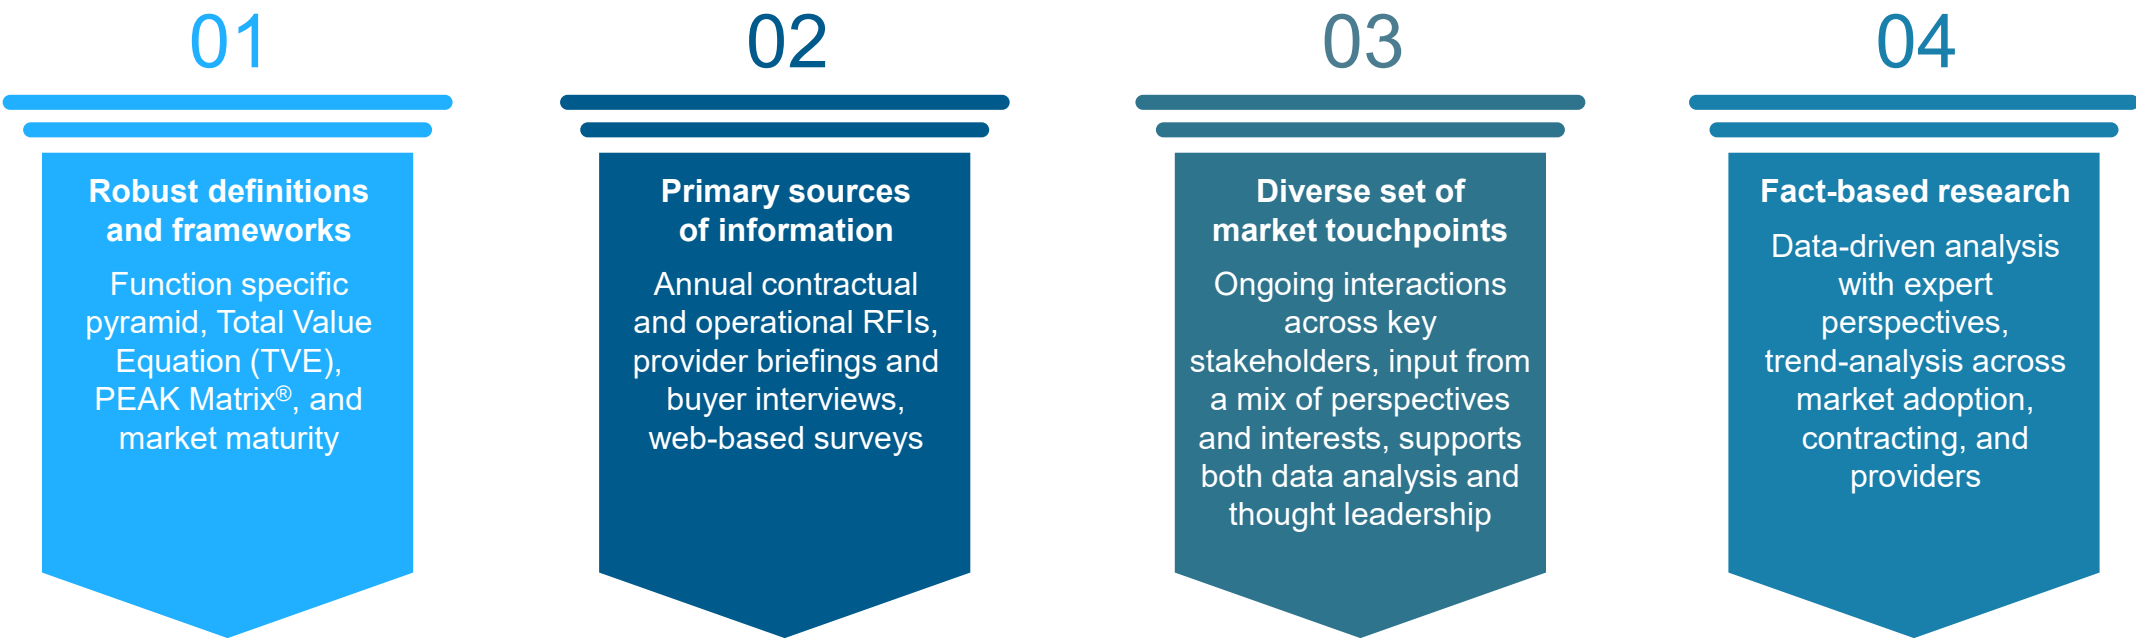 01
Robust definitions
and frameworks
Function specific
pyramid, Total Value
Equation (TVE),
PEAK Matrix®, and
market maturity
02
Primary sources
of information
Annual contractual
and operational RFIs,
provider briefings and
buyer interviews,
web-based surveys
03
Diverse set of
market touchpoints
Ongoing interactions
across key
stakeholders, input from
a mix of perspectives
and interests, supports
both data analysis and
thought leadership
04
Fact-based research
Data-driven analysis
with expert
perspectives,
trend-analysis across
market adoption,
contracting, and
providers